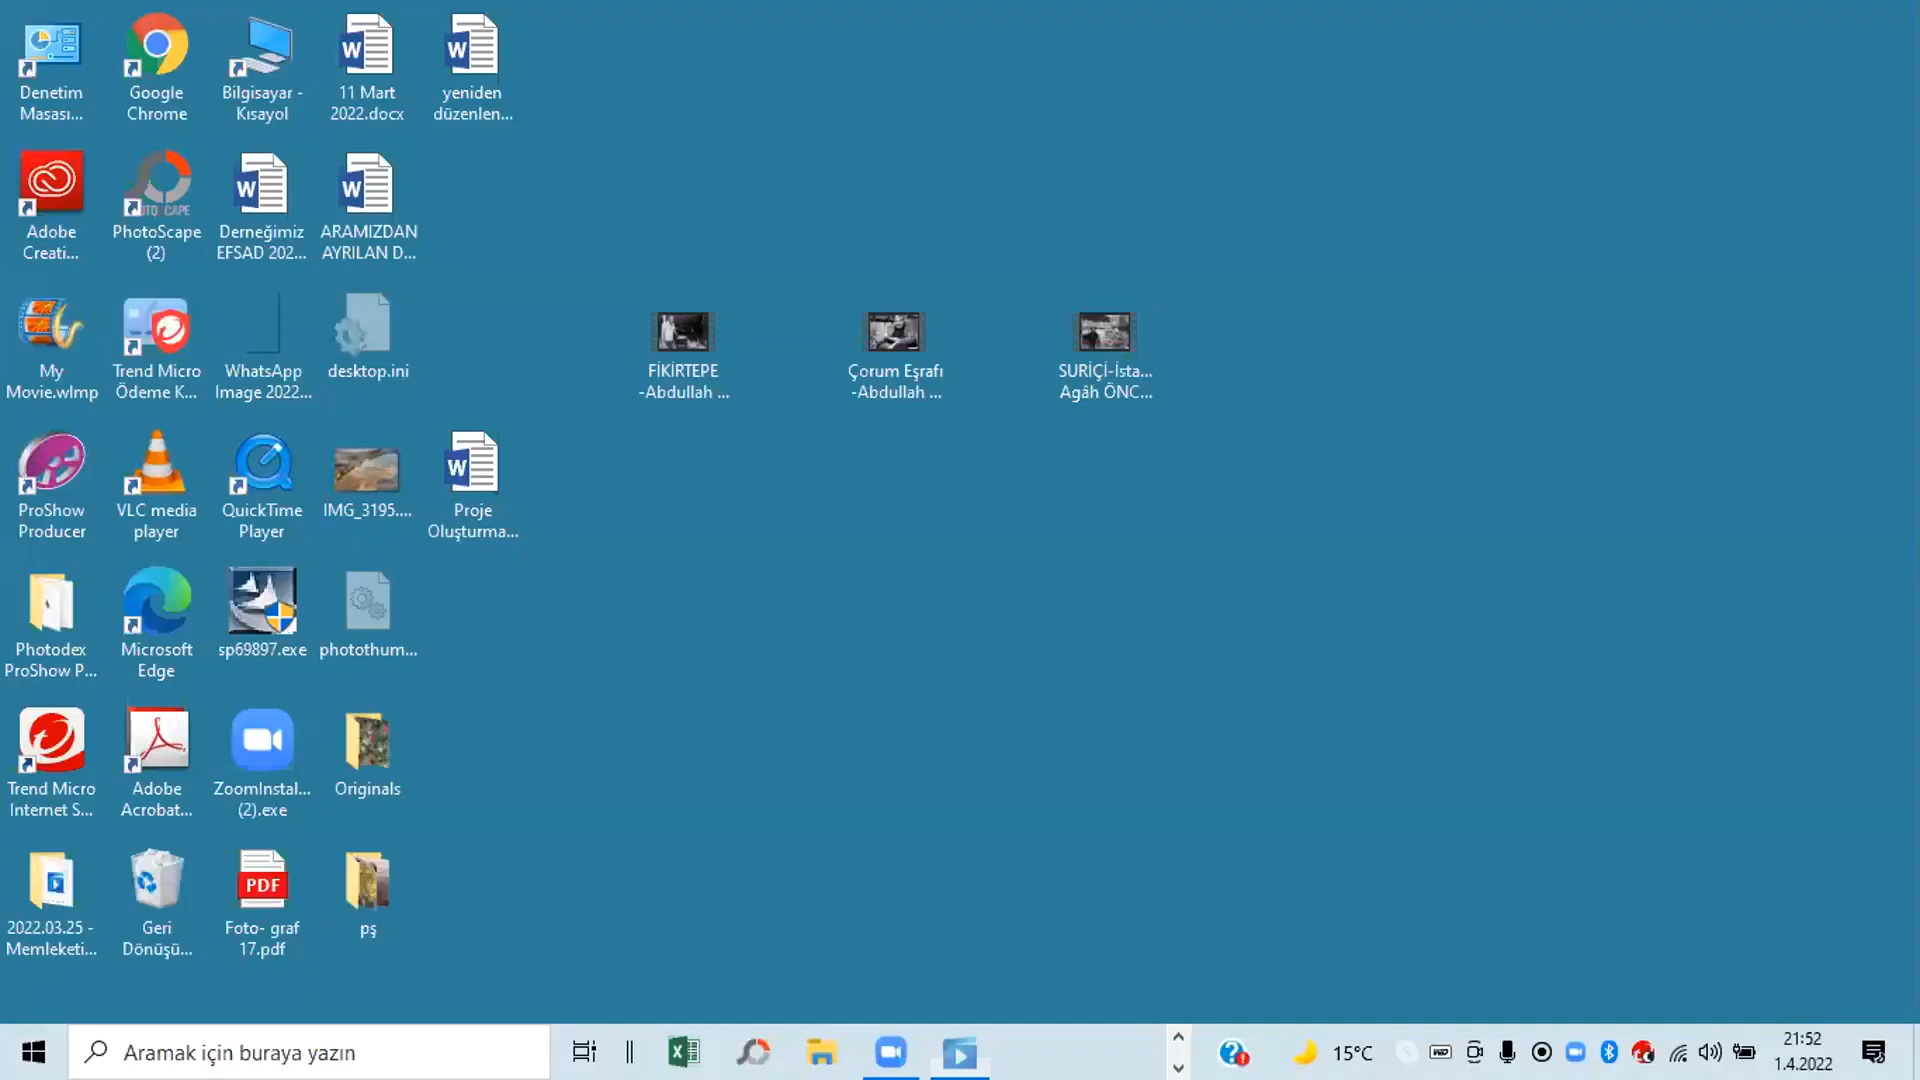 Denetim
Masası...
Google
Chrome
Bilgisayar -
Kısayol
11 Mart
2022.docx
yeniden
düzenlen...
Adobe
Creati...
PhotoScape
(2)
Derneğimiz
EFSAD 202...
ARAMIZDAN
AYRILAN D...
My
Movie.wlmp
Trend Micro
Ödeme K...
WhatsApp
Image 2022...
desktop.ini
FİKİRTEPE
-Abdullah ...
Çorum Eşrafı
-Abdullah ...
SURİÇİ-İsta...
Agâh ÖNC...
ProShow
Producer
VLC media
player
QuickTime
Player
IMG_3195....
Proje
Oluşturma...
Photodex
ProShow P...
Microsoft
Edge
sp69897.exe
photothum...
Trend Micro
Internet S...
Adobe
Acrobat...
ZoomInstal...
(2).exe
Originals
2022.03.25 -
Memleketi...
Geri
Dönüşü...
PDF
Foto- graf
17.pdf
pş
Aramak için buraya yazın
15°C
21:52
1.4.2022